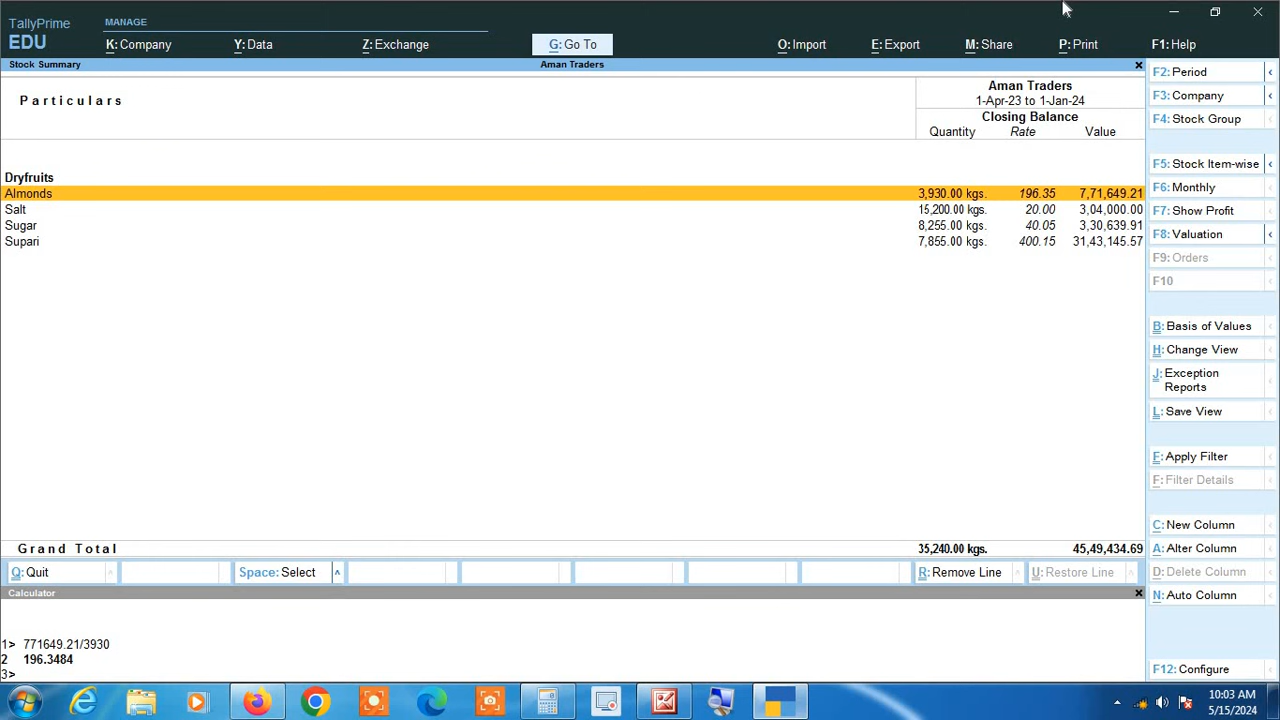 TallyPrime
EDU
MANAGE
K: Company
Y: Data
Z: Exchange
G: Go To
O: Import
E: Export
M: Share
P: Print
F1: Help
Stock Summary
Aman Traders
×
Particulars
Aman Traders
1-Apr-23 to 1-Jan-24
Closing Balance
Quantity Rate Value
Dryfruits
Almonds 3,930.00 kgs. 196.35 7,71,649.21
Salt 15,200.00 kgs. 20.00 3,04,000.00
Sugar 8,255.00 kgs. 40.05 3,30,639.91
Supari 7,855.00 kgs. 400.15 31,43,145.57
Grand Total 35,240.00 kgs. 45,49,434.69
Q: Quit
Space: Select
R: Remove Line
U: Restore Line
F2: Period
F3: Company
F4: Stock Group
F5: Stock Item-wise
F6: Monthly
F7: Show Profit
F8: Valuation
F9: Orders
F10
B: Basis of Values
H: Change View
J: Exception
Reports
L: Save View
F: Apply Filter
F: Filter Details
C: New Column
A: Alter Column
D: Delete Column
N: Auto Column
F12: Configure
Calculator
×
1> 771649.21/3930
2 196.3484
3>
10:03 AM
5/15/2024